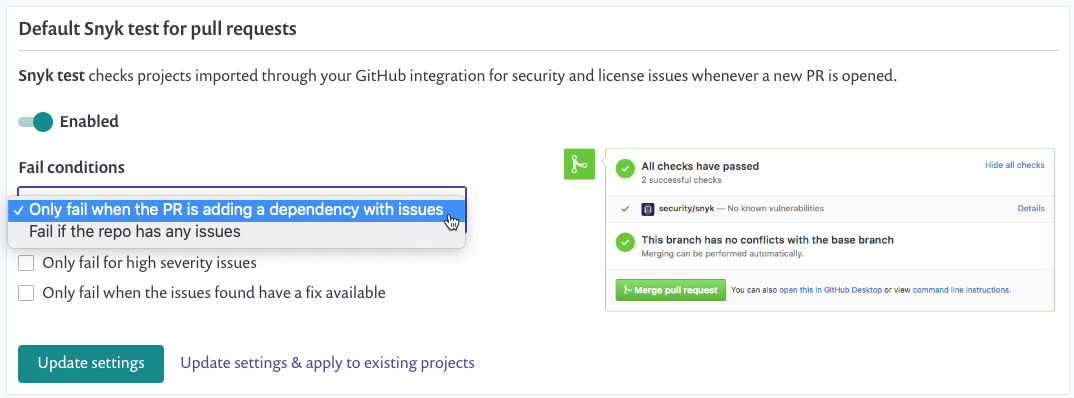 Default Snyk test for pull requests
Snyk test checks projects imported through your GitHub integration for security and license issues whenever a new PR is opened.
Enabled
Fail conditions
✓ Only fail when the PR is adding a dependency with issues
Fail if the repo has any issues
Only fail for high severity issues
Only fail when the issues found have a fix available
Update settings
Update settings & apply to existing projects
All checks have passed
Hide all checks
2 successful checks
security/snyk — No known vulnerabilities
Details
This branch has no conflicts with the base branch
Merging can be performed automatically.
Merge pull request
You can also open this in GitHub Desktop or view command line instructions.